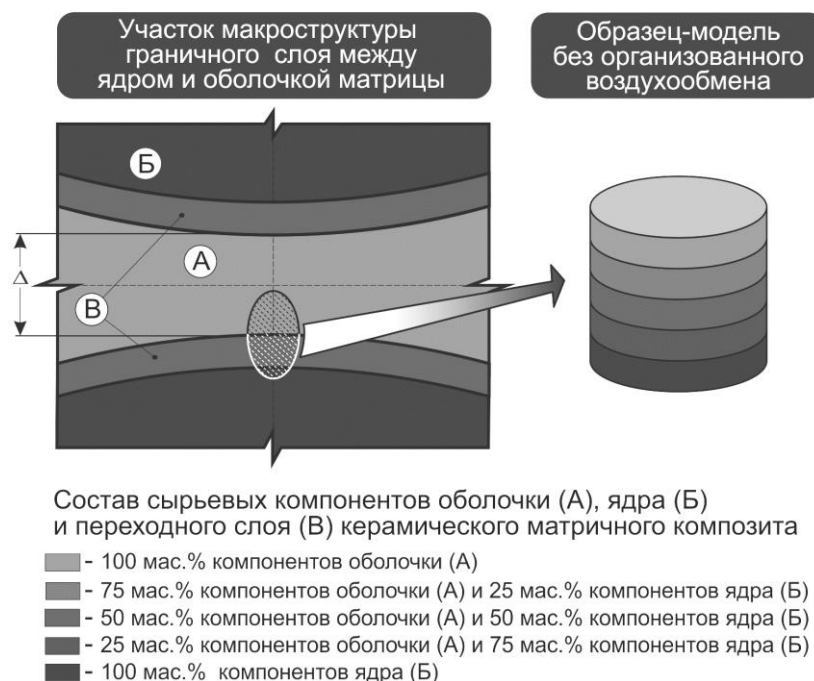 Участок макроструктуры
граничного слоя между
ядром и оболочкой матрицы
Образец-модель
без организованного
воздухообмена
Б
А
Δ
В
Состав сырьевых компонентов оболочки (А), ядра (Б)
и переходного слоя (В) керамического матричного композита
- 100 мас.% компонентов оболочки (А)
- 75 мас.% компонентов оболочки (А) и 25 мас.% компонентов ядра (Б)
- 50 мас.% компонентов оболочки (А) и 50 мас.% компонентов ядра (Б)
- 25 мас.% компонентов оболочки (А) и 75 мас.% компонентов ядра (Б)
- 100 мас.% компонентов ядра (Б)